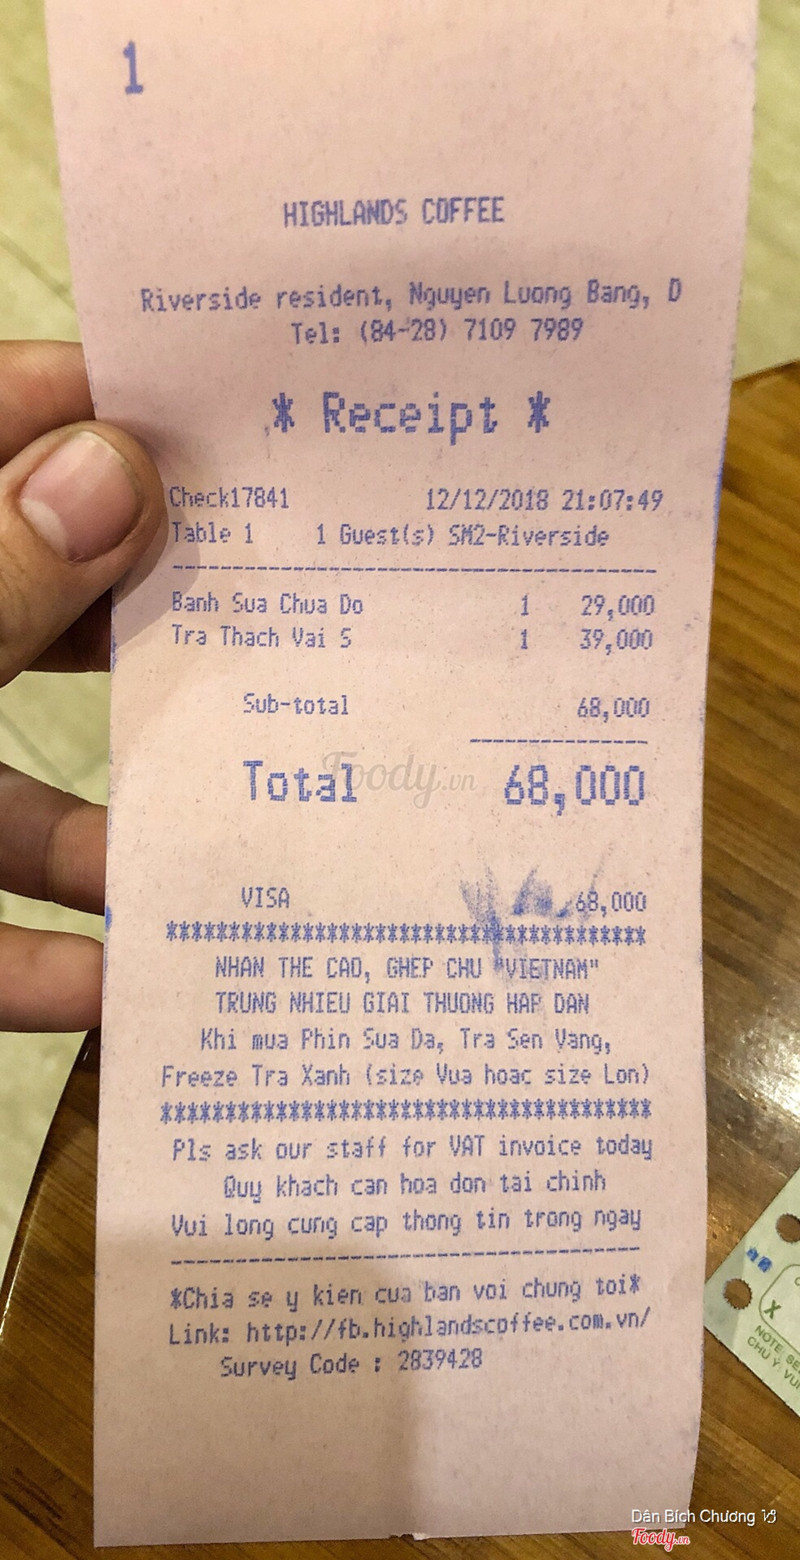 1
HIGHLANDS COFFEE
Riverside resident, Nguyen Luong Bang, D
Tel: (84-28) 7109 7989
* Receipt *
Check17841 12/12/2018 21:07:49
Table 1 1 Guest(s) SM2-Riverside
----------------------------------------
Banh Sua Chua Do 1 29,000
Tra Thach Vai S 1 39,000
Sub-total 68,000
---------------
Total 68,000
Foody.vn
VISA 68,000
****************************************
NHAN THE CAO, GHEP CHU "VIETNAM"
TRUNG NHIEU GIAI THUONG HAP DAN
Khi mua Phin Sua Da, Tra Sen Vang,
Freeze Tra Xanh (size Vua hoac size Lon)
****************************************
Pls ask our staff for VAT invoice today
Quy khach can hoa don tai chinh
Vui long cung cap thong tin trong ngay
----------------------------------------
*Chia se y kien cua ban voi chung toi*
Link: http://fb.highlandscoffee.com.vn/
Survey Code : 2839428
X
CHU Ý: VUI
Dân Bích Chương
Foody.vn